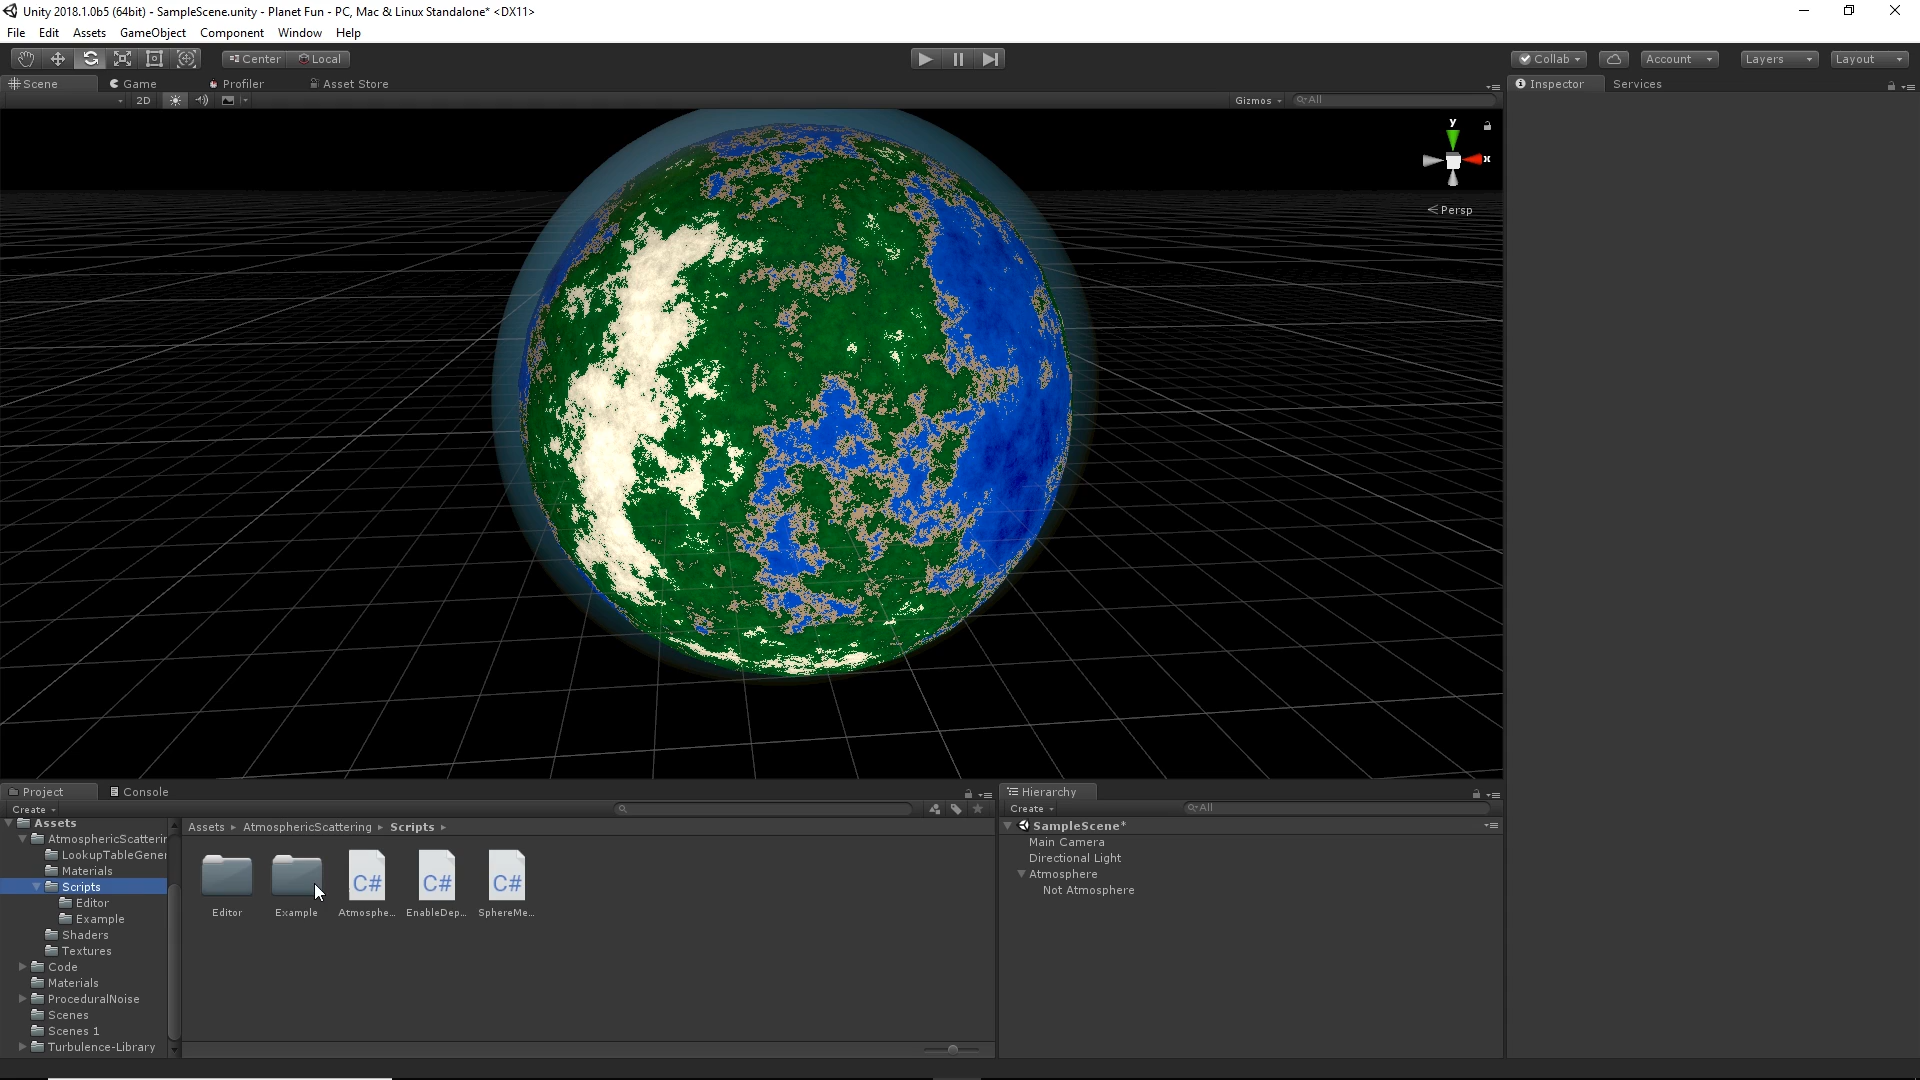 Unity 2018.1.0b5 (64bit) - SampleScene.unity - Planet Fun - PC, Mac & Linux Standalone* <DX11>
File Edit Assets GameObject Component Window Help
Center Local Collab Account Layers Layout
Scene Game Profiler Asset Store Inspector Services
2D Gizmos All
y
x
Persp
Project Console Hierarchy
Create Create All
Assets
AtmosphericScatterin
LookupTableGener
Materials
Scripts
Editor
Example
Shaders
Textures
Code
Materials
ProceduralNoise
Scenes
Scenes 1
Turbulence-Library
Assets AtmosphericScattering Scripts
C# C# C#
Editor Example Atmosphe... EnableDep... SphereMe...
SampleScene*
Main Camera
Directional Light
Atmosphere
Not Atmosphere